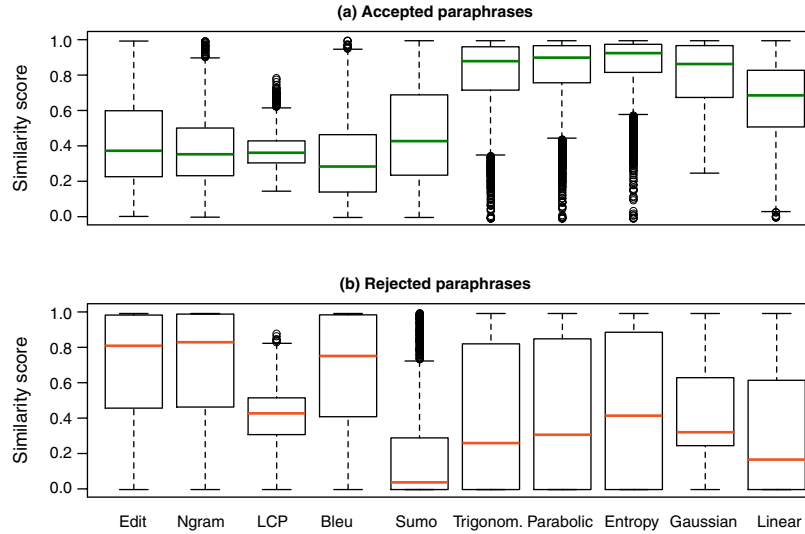 (a) Accepted paraphrases
Similarity score
1.0
0.8
0.6
0.4
0.2
0.0
(b) Rejected paraphrases
Similarity score
1.0
0.8
0.6
0.4
0.2
0.0
Edit Ngram LCP Bleu Sumo Trigonom. Parabolic Entropy Gaussian Linear